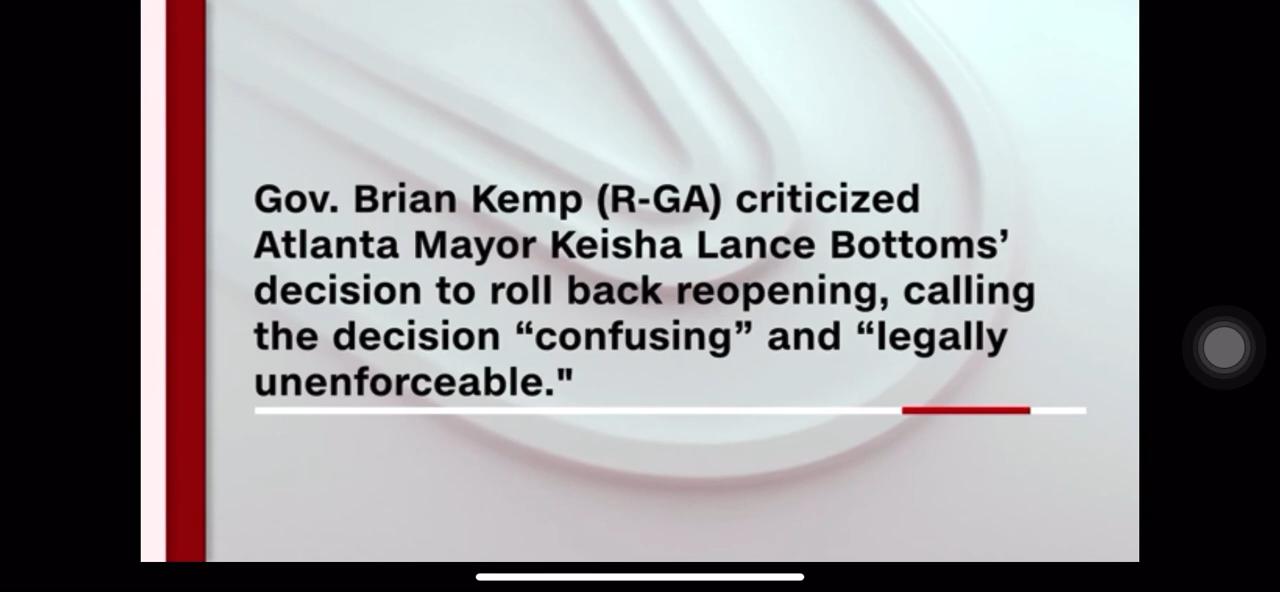 Gov. Brian Kemp (R-GA) criticized
Atlanta Mayor Keisha Lance Bottoms’
decision to roll back reopening, calling
the decision “confusing” and “legally
unenforceable."